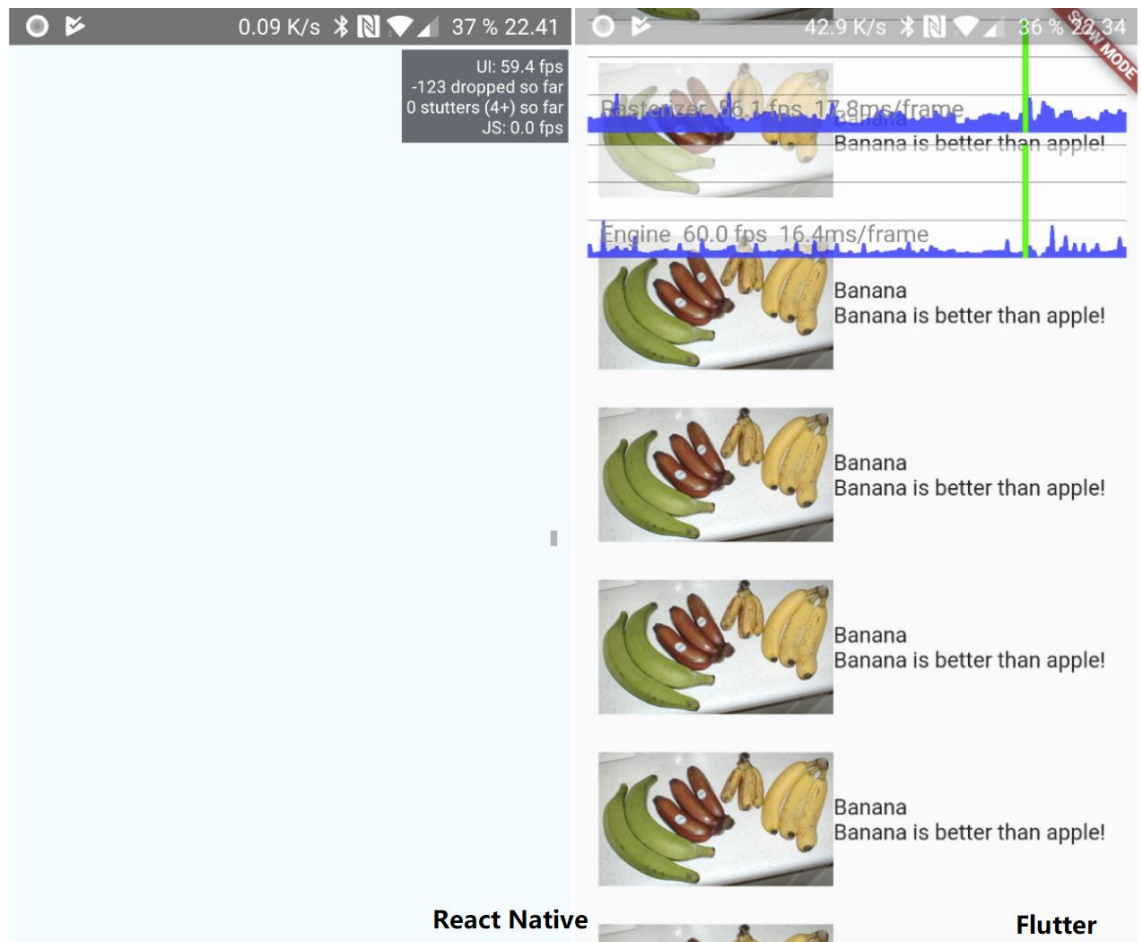 0.09 K/s 37 % 22.41
UI: 59.4 fps
-123 dropped so far
0 stutters (4+) so far
JS: 0.0 fps
React Native
42.9 K/s 36 % 22.34
SLOW MODE
Rasterizer 56.1 fps 17.8ms/frame
Banana
Banana is better than apple!
Engine 60.0 fps 16.4ms/frame
Banana
Banana is better than apple!
Banana
Banana is better than apple!
Banana
Banana is better than apple!
Banana
Banana is better than apple!
Flutter